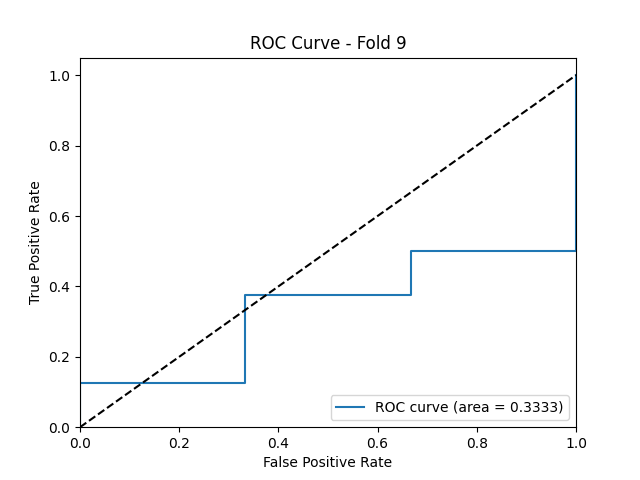 ROC Curve - Fold 9
True Positive Rate
1.0
0.8
0.6
0.4
0.2
0.0
ROC curve (area = 0.3333)
0.0 0.2 0.4 0.6 0.8 1.0
False Positive Rate